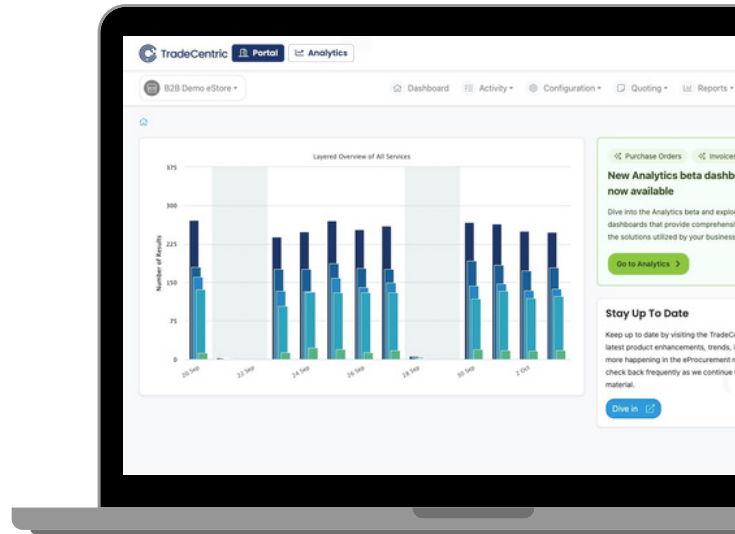 TradeCentric Portal Analytics
B2B Demo eStore Dashboard Activity Configuration Quoting Reports
Layered Overview of All Services
375
300
225
150
75
0
Number of Results
20 Sep 22 Sep 24 Sep 26 Sep 28 Sep 30 Sep 2 Oct
Purchase Orders Invoices
New Analytics beta dashb
now available
Dive into the Analytics beta and explor
dashboards that provide comprehensi
the solutions utilized by your business
Go to Analytics
Stay Up To Date
Keep up to date by visiting the TradeCe
latest product enhancements, trends, i
more happening in the eProcurement m
check back frequently as we continue
material.
Dive in